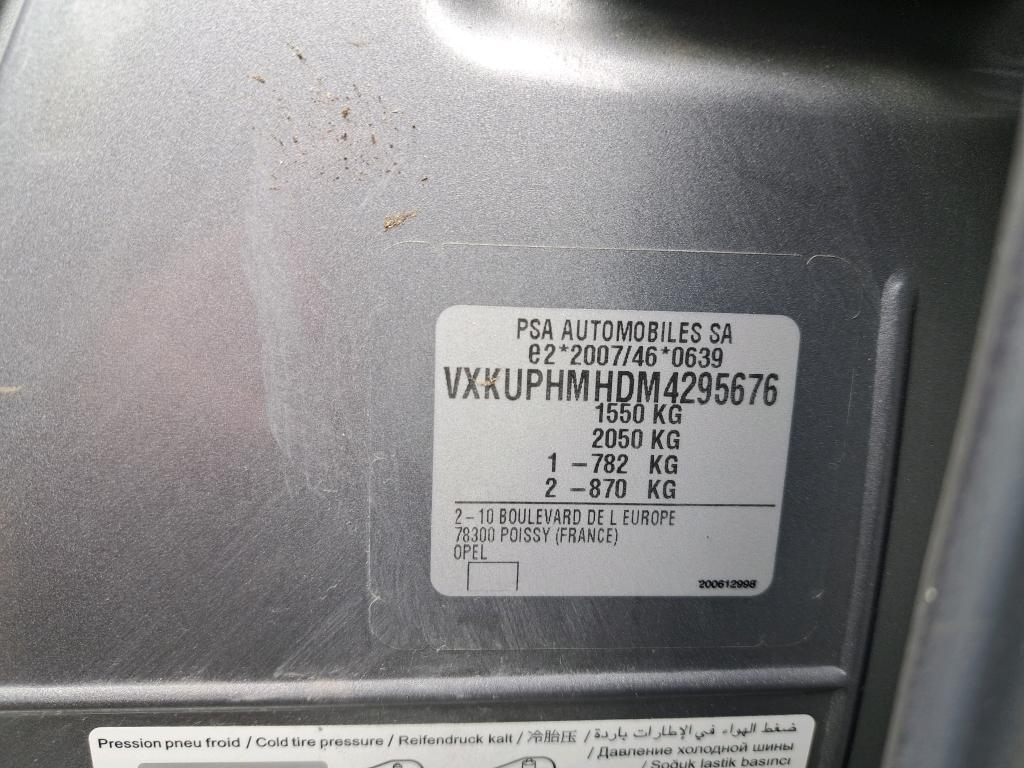 PSA AUTOMOBILES SA
e2*2007/46*0639
VXKUPHMHDM4295676
1550 KG
2050 KG
1 -782 KG
2 -870 KG
2-10 BOULEVARD DE L EUROPE
78300 POISSY (FRANCE)
OPEL
200612998
Pression pneu froid / Cold tire pressure / Reifendruck kalt / 冷胎压 / ضغط الهواء في الإطارات باردة
/ Давление холодной шины
/ Soğuk lastik basıncı